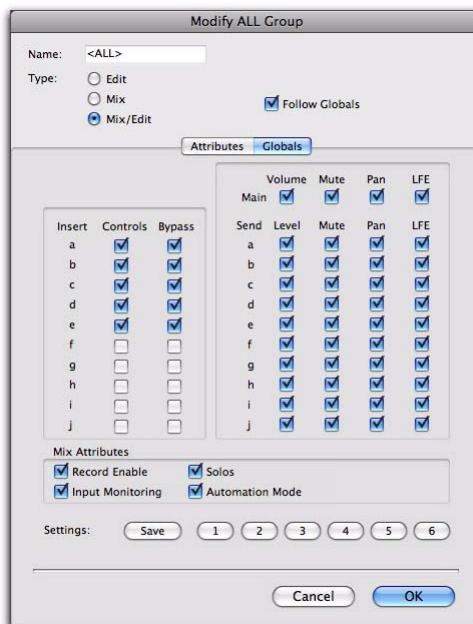 Modify ALL Group
Name: <ALL>
Type: Edit
Mix
Mix/Edit
Follow Globals
Attributes Globals
Volume Mute Pan LFE
Main
Insert Controls Bypass
a
b
c
d
e
f
g
h
i
j
Send Level Mute Pan LFE
a
b
c
d
e
f
g
h
i
j
Mix Attributes
Record Enable Solos
Input Monitoring Automation Mode
Settings: Save 1 2 3 4 5 6
Cancel OK